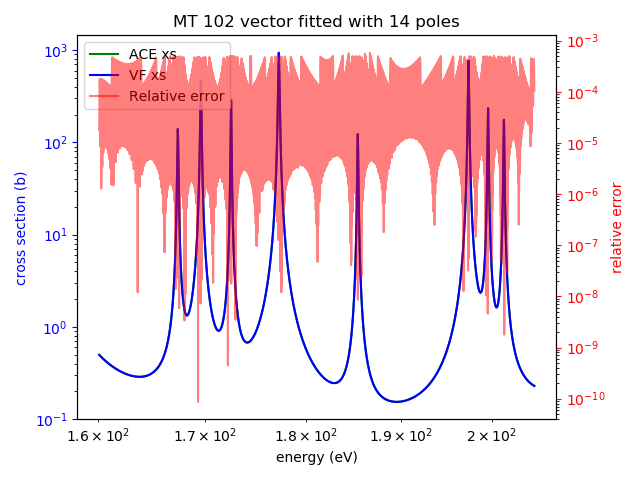 MT 102 vector fitted with 14 poles
ACE xs
VF xs
Relative error
cross section (b)
10³
10²
10¹
10⁰
10⁻¹
relative error
10⁻³
10⁻⁴
10⁻⁵
10⁻⁶
10⁻⁷
10⁻⁸
10⁻⁹
10⁻¹⁰
1.6 × 10² 1.7 × 10² 1.8 × 10² 1.9 × 10² 2 × 10²
energy (eV)